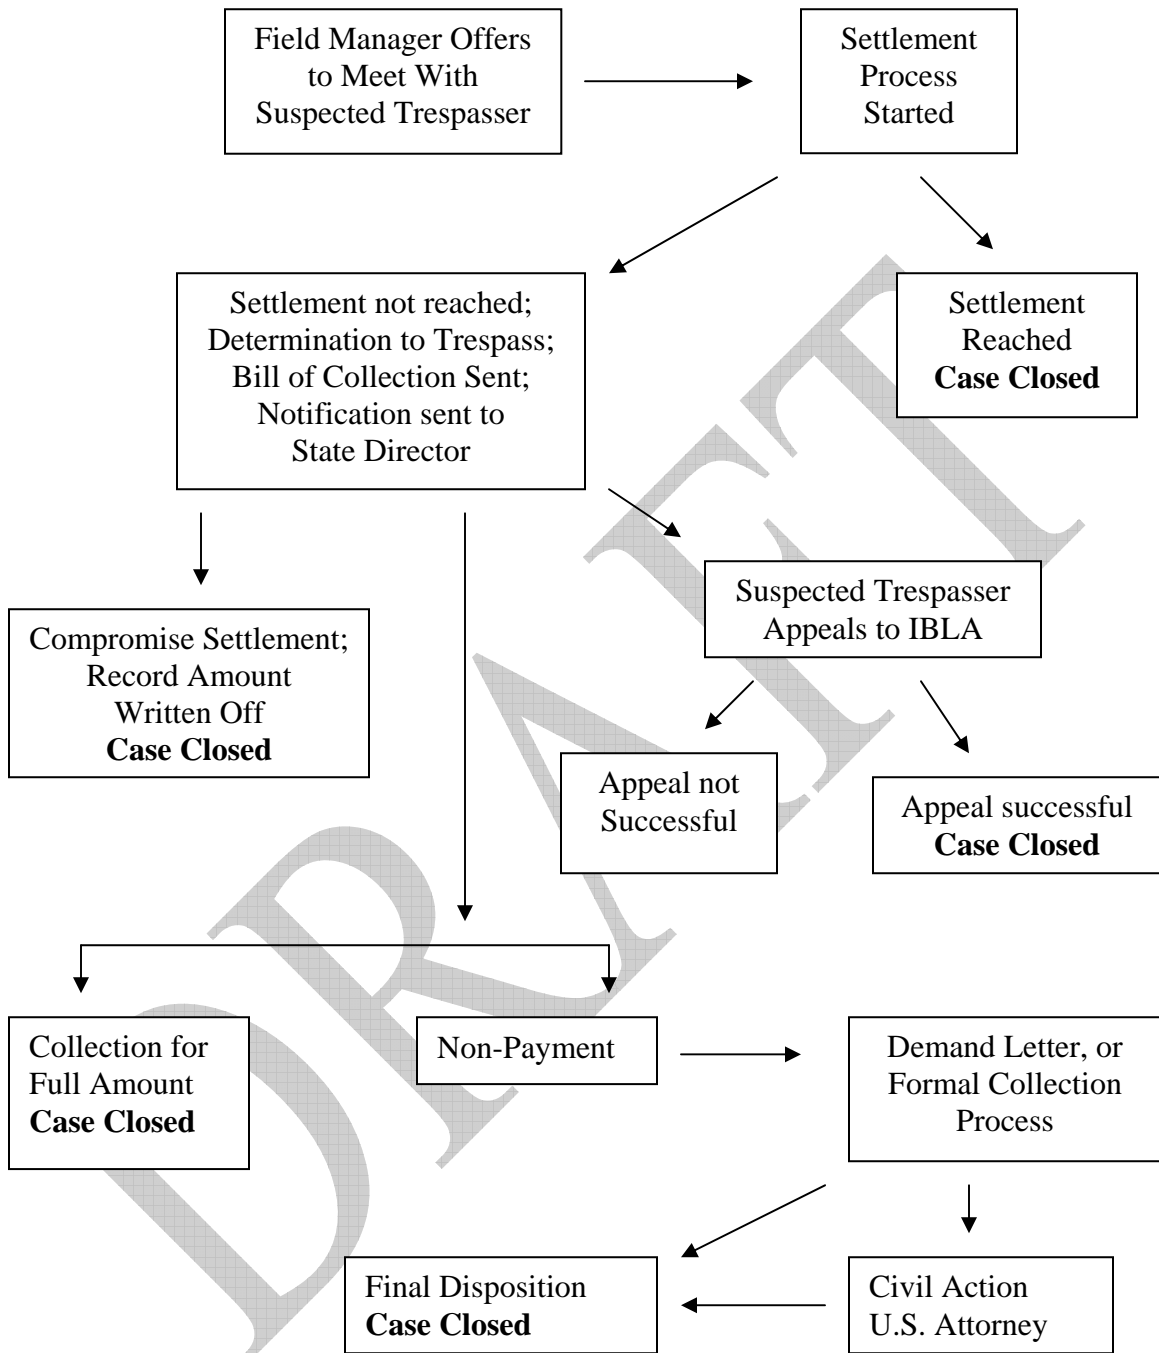 Field Manager Offers
to Meet With
Suspected Trespasser
Settlement
Process
Started
Settlement not reached;
Determination to Trespass;
Bill of Collection Sent;
Notification sent to
State Director
Settlement
Reached
Case Closed
Suspected Trespasser
Appeals to IBLA
Compromise Settlement;
Record Amount
Written Off
Case Closed
Appeal not
Successful
Appeal successful
Case Closed
Collection for
Full Amount
Case Closed
Non-Payment
Demand Letter, or
Formal Collection
Process
Final Disposition
Case Closed
Civil Action
U.S. Attorney
DRAFT